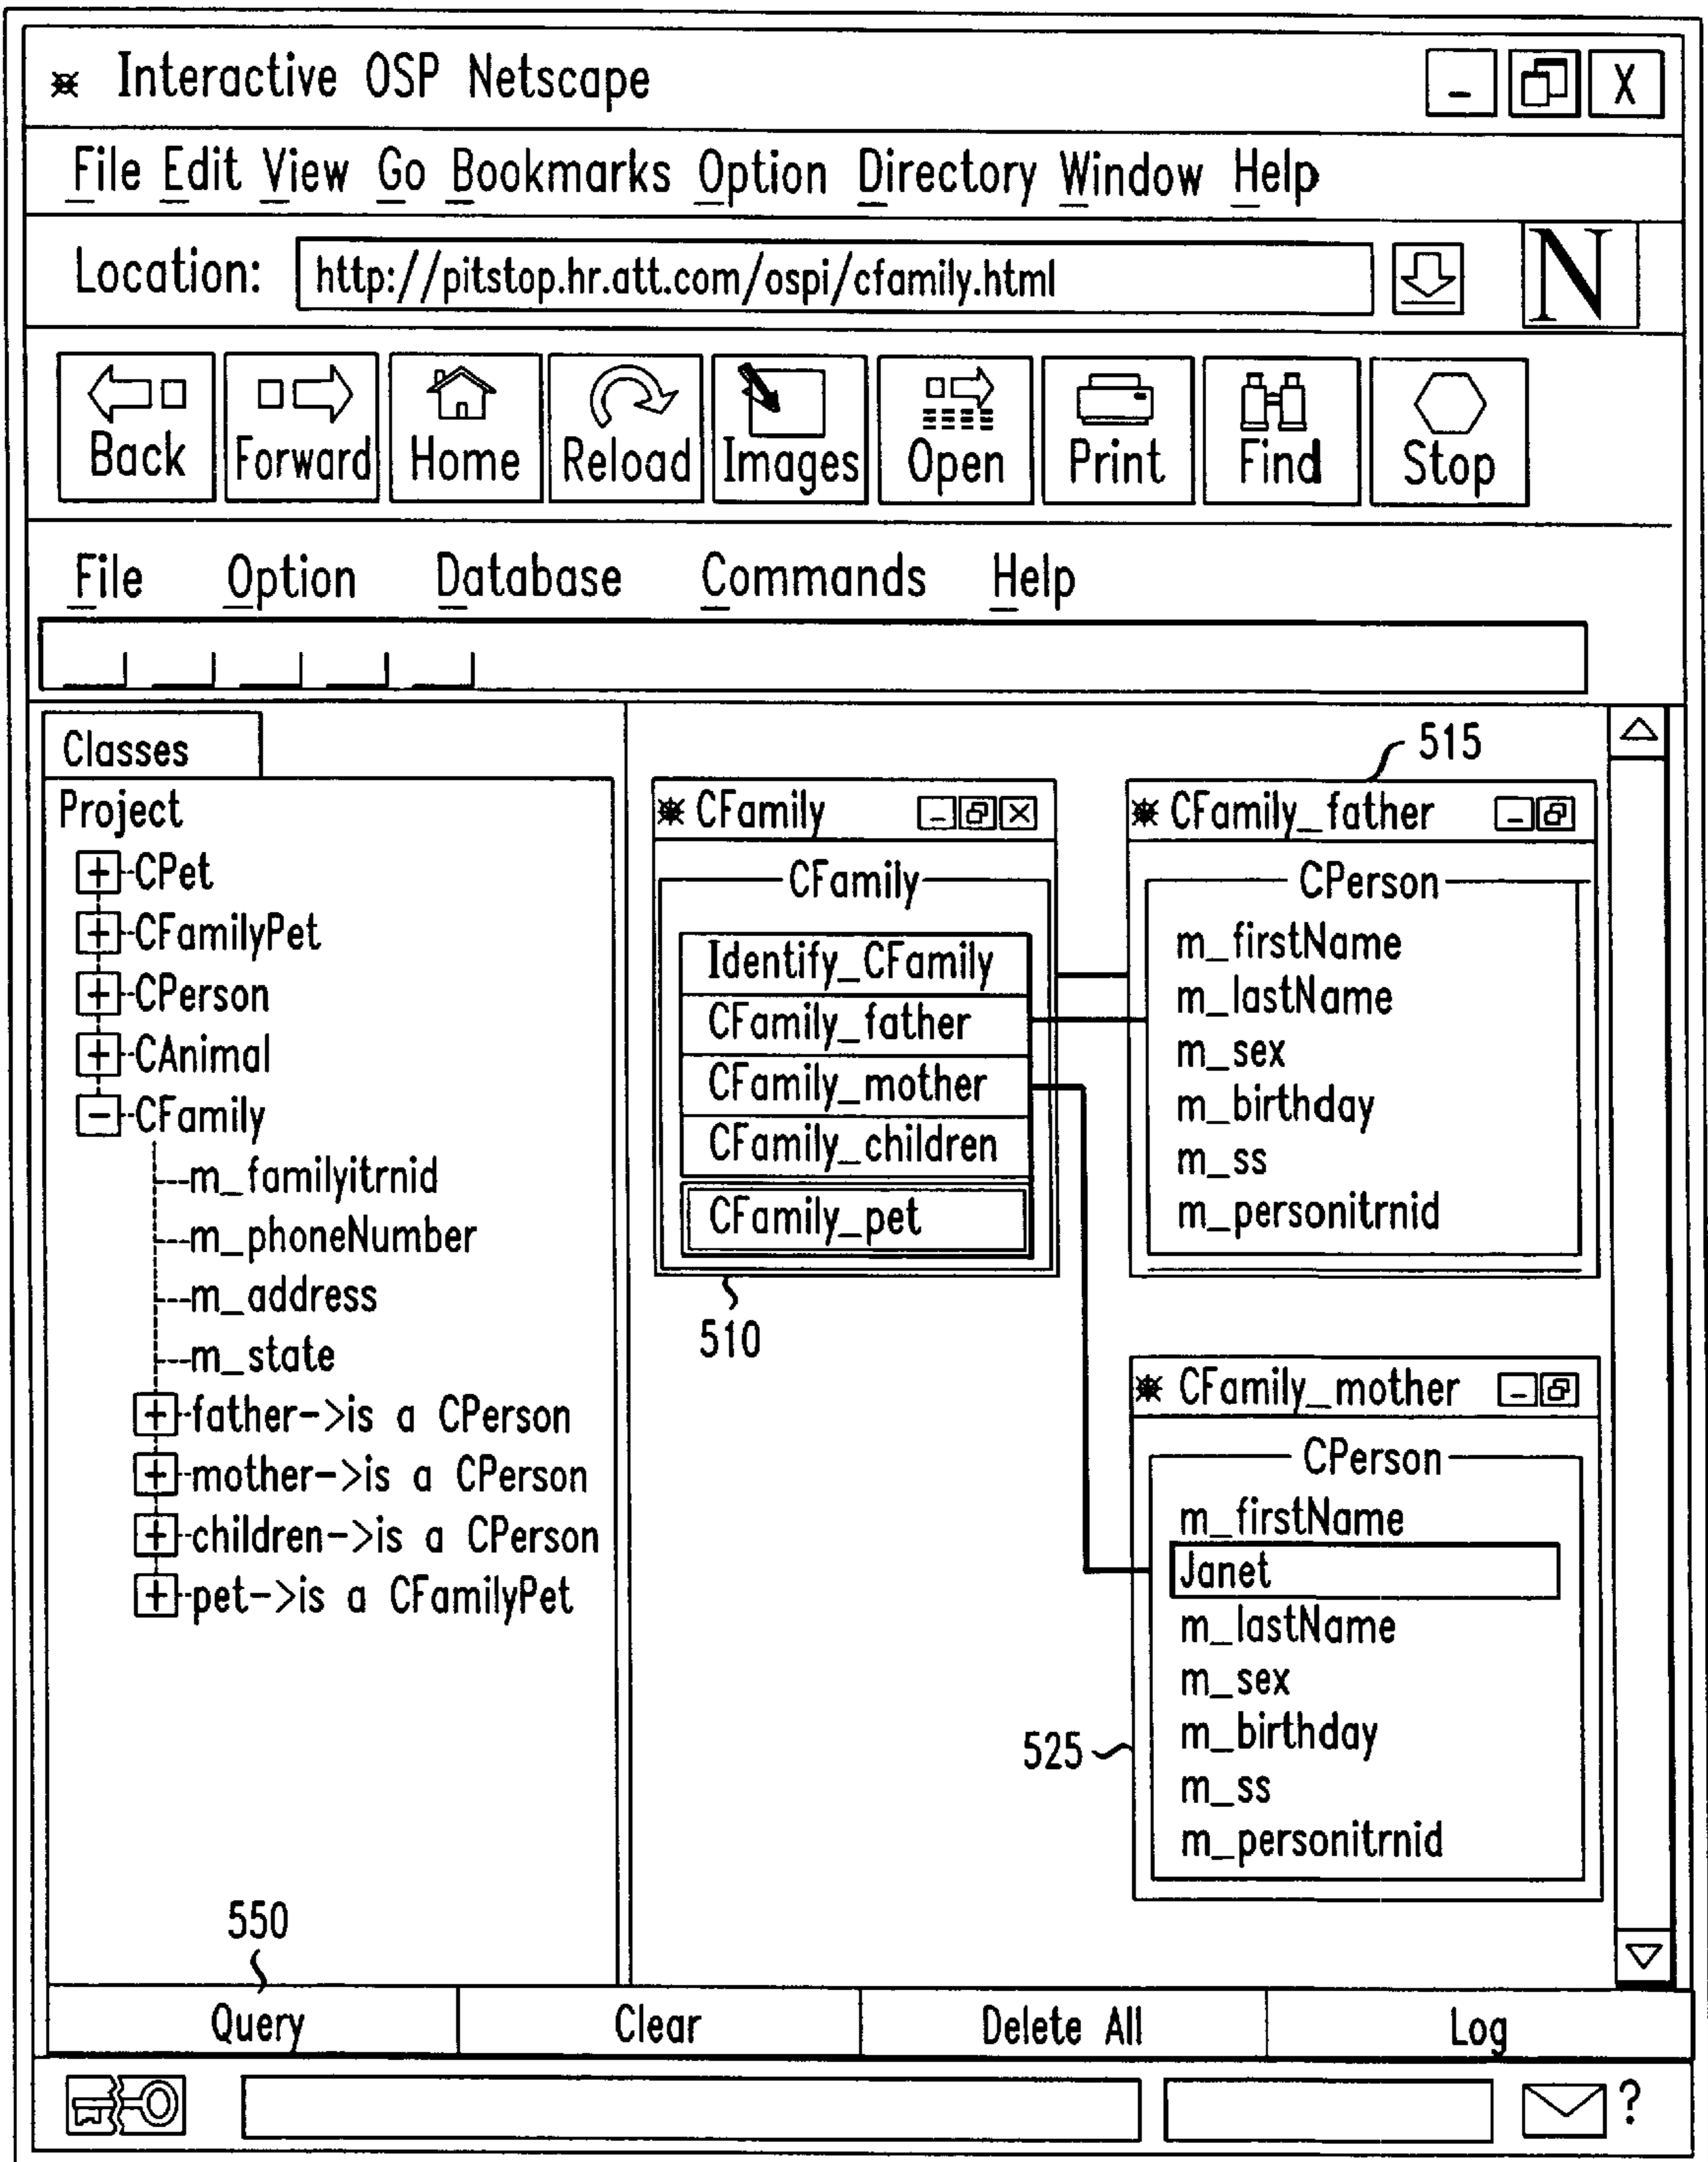 Interactive OSP Netscape
X
File Edit View Go Bookmarks Option Directory Window Help
Location: http://pitstop.hr.att.com/ospi/cfamily.html
N
Back Forward Home Reload Images Open Print Find Stop
File Option Database Commands Help
Classes
Project
CPet
CFamilyPet
CPerson
CAnimal
CFamily
m_familyitrnid
m_phoneNumber
m_address
m_state
father->is a CPerson
mother->is a CPerson
children->is a CPerson
pet->is a CFamilyPet
CFamily
CFamily
Identify_CFamily
CFamily_father
CFamily_mother
CFamily_children
CFamily_pet
510
515
CFamily_father
CPerson
m_firstName
m_lastName
m_sex
m_birthday
m_ss
m_personitrnid
CFamily_mother
CPerson
m_firstName
Janet
m_lastName
m_sex
m_birthday
m_ss
m_personitrnid
525
550
Query Clear Delete All Log
?